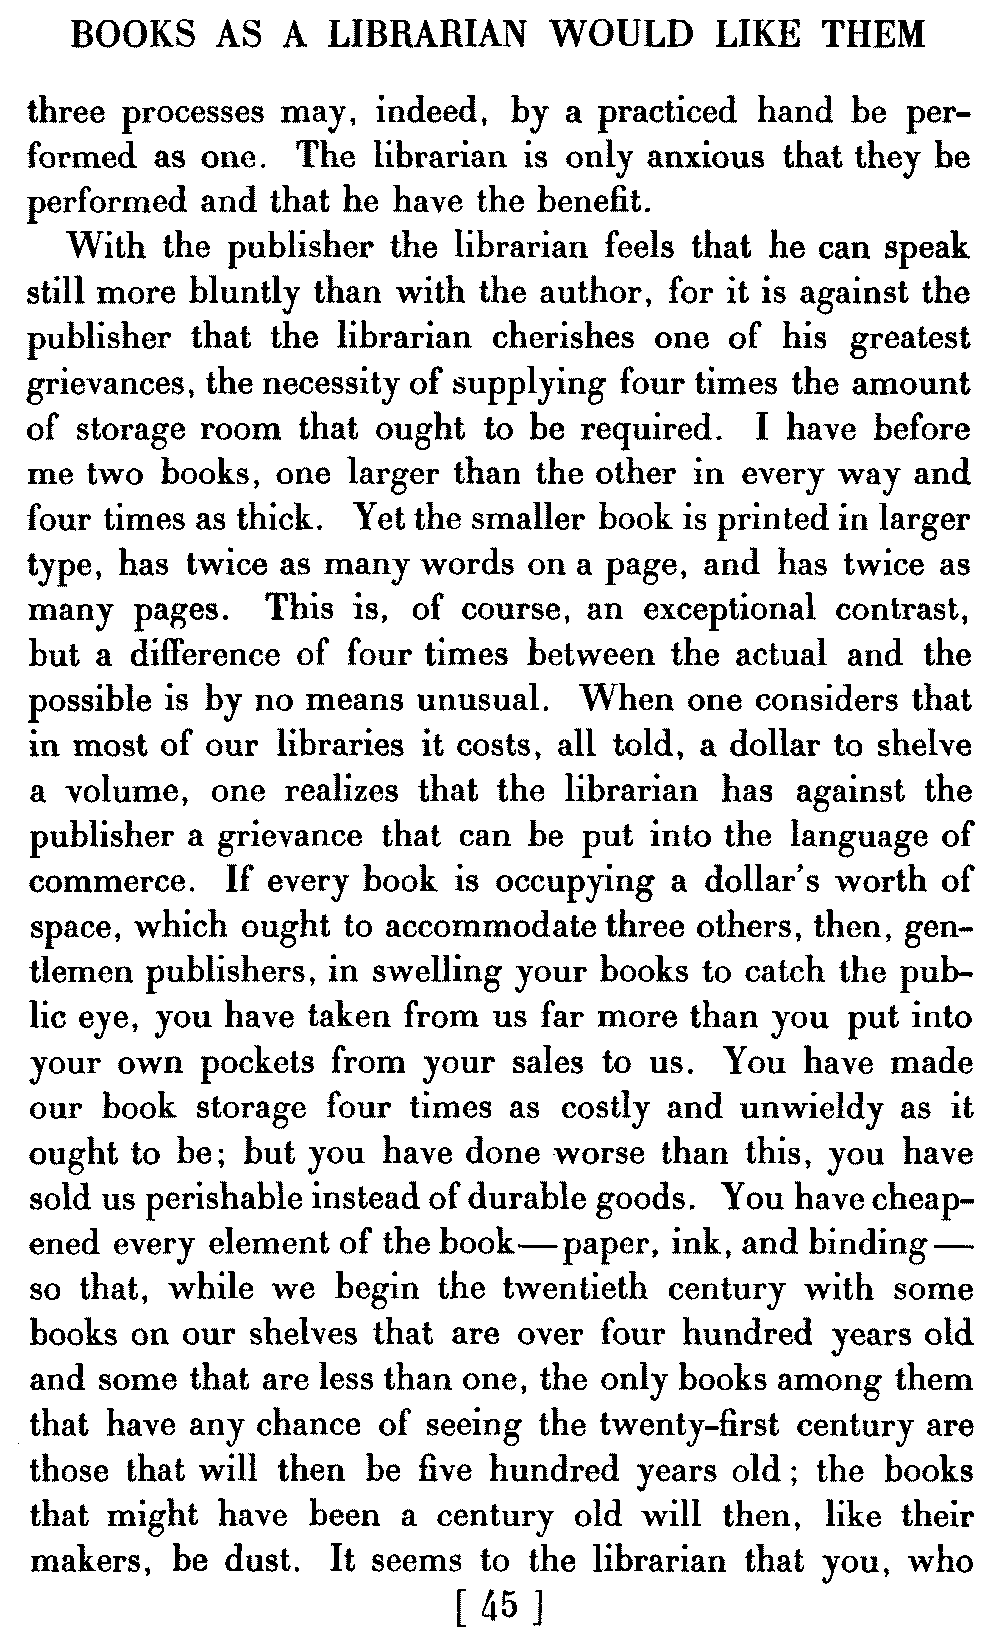 BOOKS AS A LIBRARIAN WOULD LIKE THEM
three processes may, indeed, by a practiced hand be per-
formed as one. The librarian is only anxious that they be
performed and that he have the benefit.
With the publisher the librarian feels that he can speak
still more bluntly than with the author, for it is against the
publisher that the librarian cherishes one of his greatest
grievances, the necessity of supplying four times the amount
of storage room that ought to be required. I have before
me two books, one larger than the other in every way and
four times as thick. Yet the smaller book is printed in larger
type, has twice as many words on a page, and has twice as
many pages. This is, of course, an exceptional contrast,
but a difference of four times between the actual and the
possible is by no means unusual. When one considers that
in most of our libraries it costs, all told, a dollar to shelve
a volume, one realizes that the librarian has against the
publisher a grievance that can be put into the language of
commerce. If every book is occupying a dollar's worth of
space, which ought to accommodate three others, then, gen-
tlemen publishers, in swelling your books to catch the pub-
lic eye, you have taken from us far more than you put into
your own pockets from your sales to us. You have made
our book storage four times as costly and unwieldy as it
ought to be; but you have done worse than this, you have
sold us perishable instead of durable goods. You have cheap-
ened every element of the book—paper, ink, and binding—
so that, while we begin the twentieth century with some
books on our shelves that are over four hundred years old
and some that are less than one, the only books among them
that have any chance of seeing the twenty-first century are
those that will then be five hundred years old; the books
that might have been a century old will then, like their
makers, be dust. It seems to the librarian that you, who
[ 45 ]